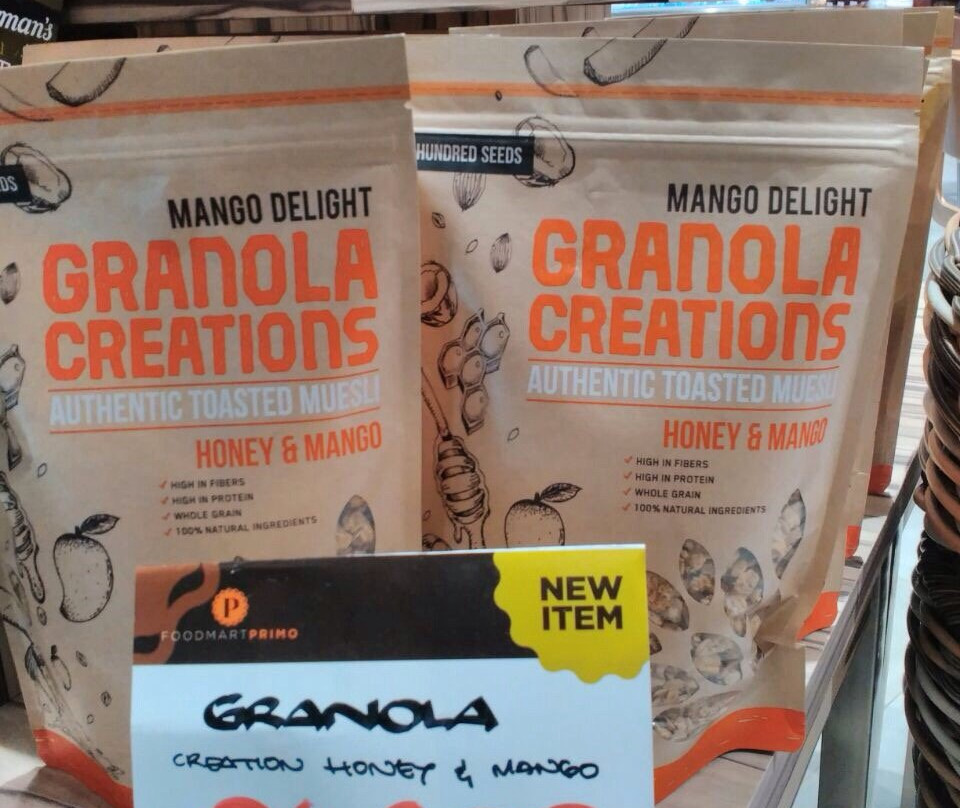 man's
DS
MANGO DELIGHT
GRANOLA
CREATIONS
AUTHENTIC TOASTED MUESLI
HONEY & MANGO
HIGH IN FIBERS
HIGH IN PROTEIN
WHOLE GRAIN
100% NATURAL INGREDIENTS
HUNDRED SEEDS
MANGO DELIGHT
GRANOLA
CREATIONS
AUTHENTIC TOASTED MUESLI
HONEY & MANGO
HIGH IN FIBERS
HIGH IN PROTEIN
WHOLE GRAIN
100% NATURAL INGREDIENTS
P
FOODMARTPRIMO
NEW
ITEM
GRANOLA
CREATION HONEY & MANGO